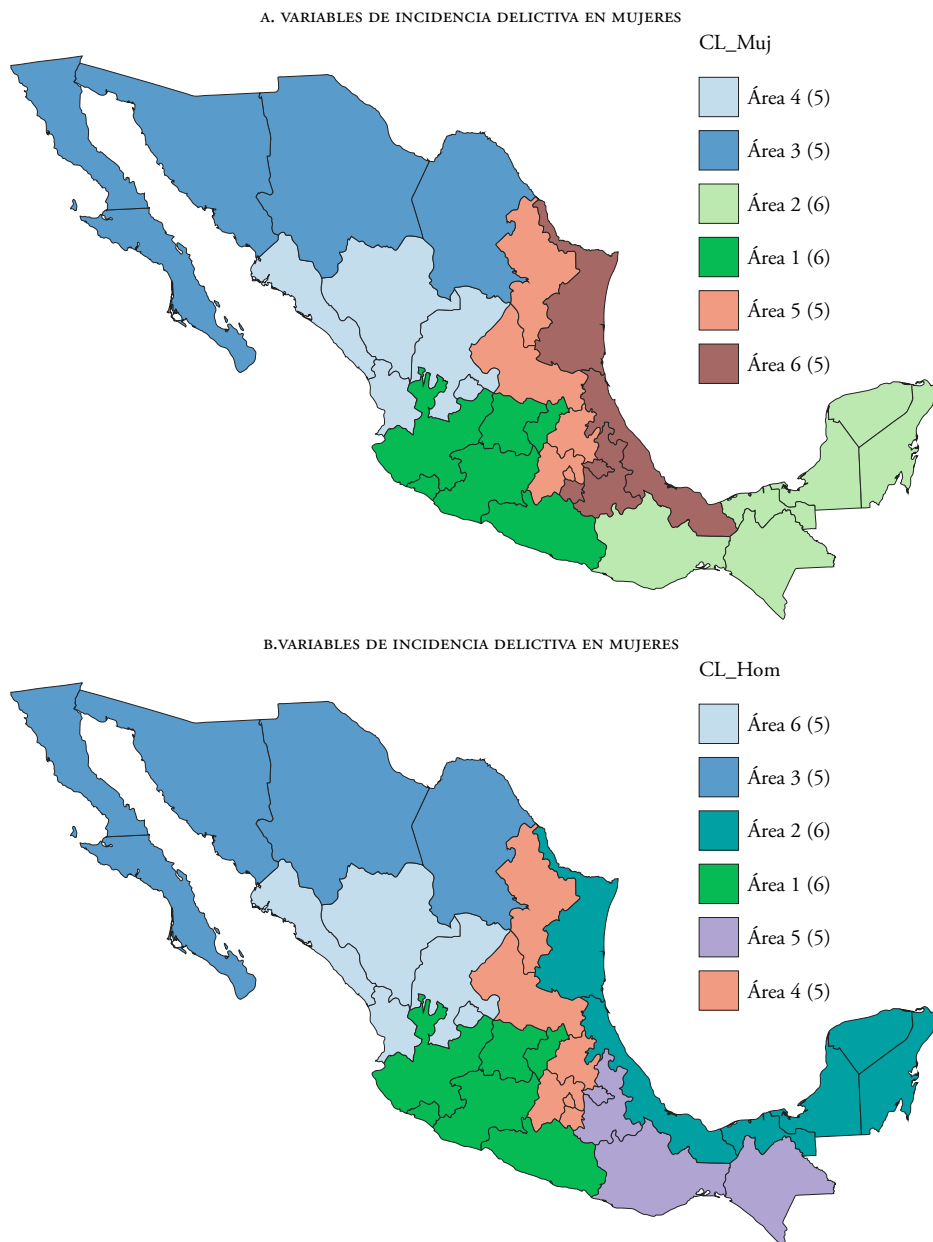 A. VARIABLES DE INCIDENCIA DELICTIVA EN MUJERES
CL_Muj
Área 4 (5)
Área 3 (5)
Área 2 (6)
Área 1 (6)
Área 5 (5)
Área 6 (5)
B.VARIABLES DE INCIDENCIA DELICTIVA EN MUJERES
CL_Hom
Área 6 (5)
Área 3 (5)
Área 2 (6)
Área 1 (6)
Área 5 (5)
Área 4 (5)